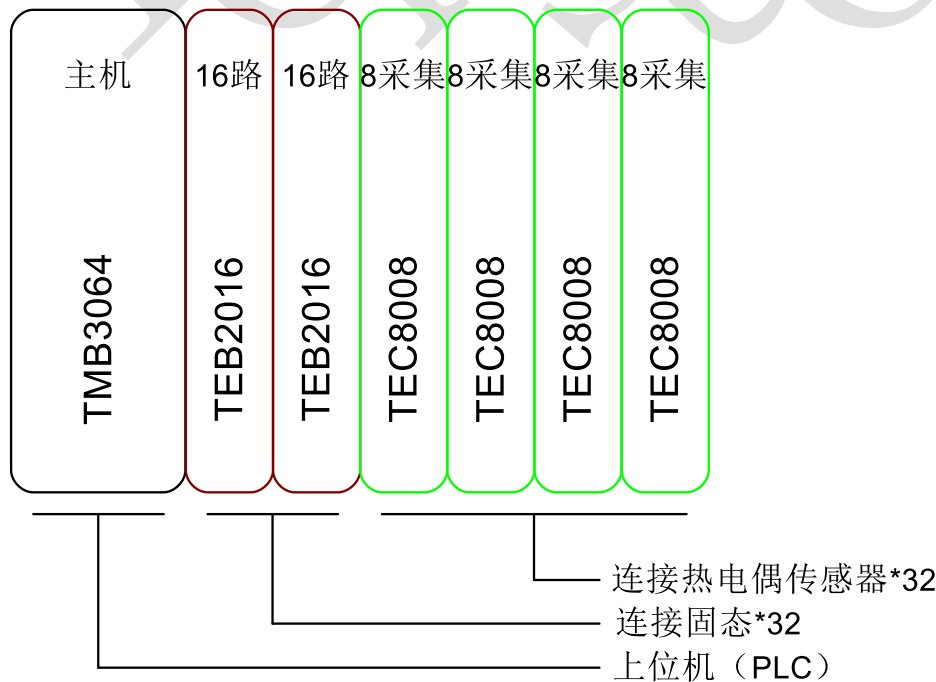 主机
16路
16路
8采集
8采集
8采集
8采集
TMB3064
TEB2016
TEB2016
TEC8008
TEC8008
TEC8008
TEC8008
连接热电偶传感器*32
连接固态*32
上位机（PLC）